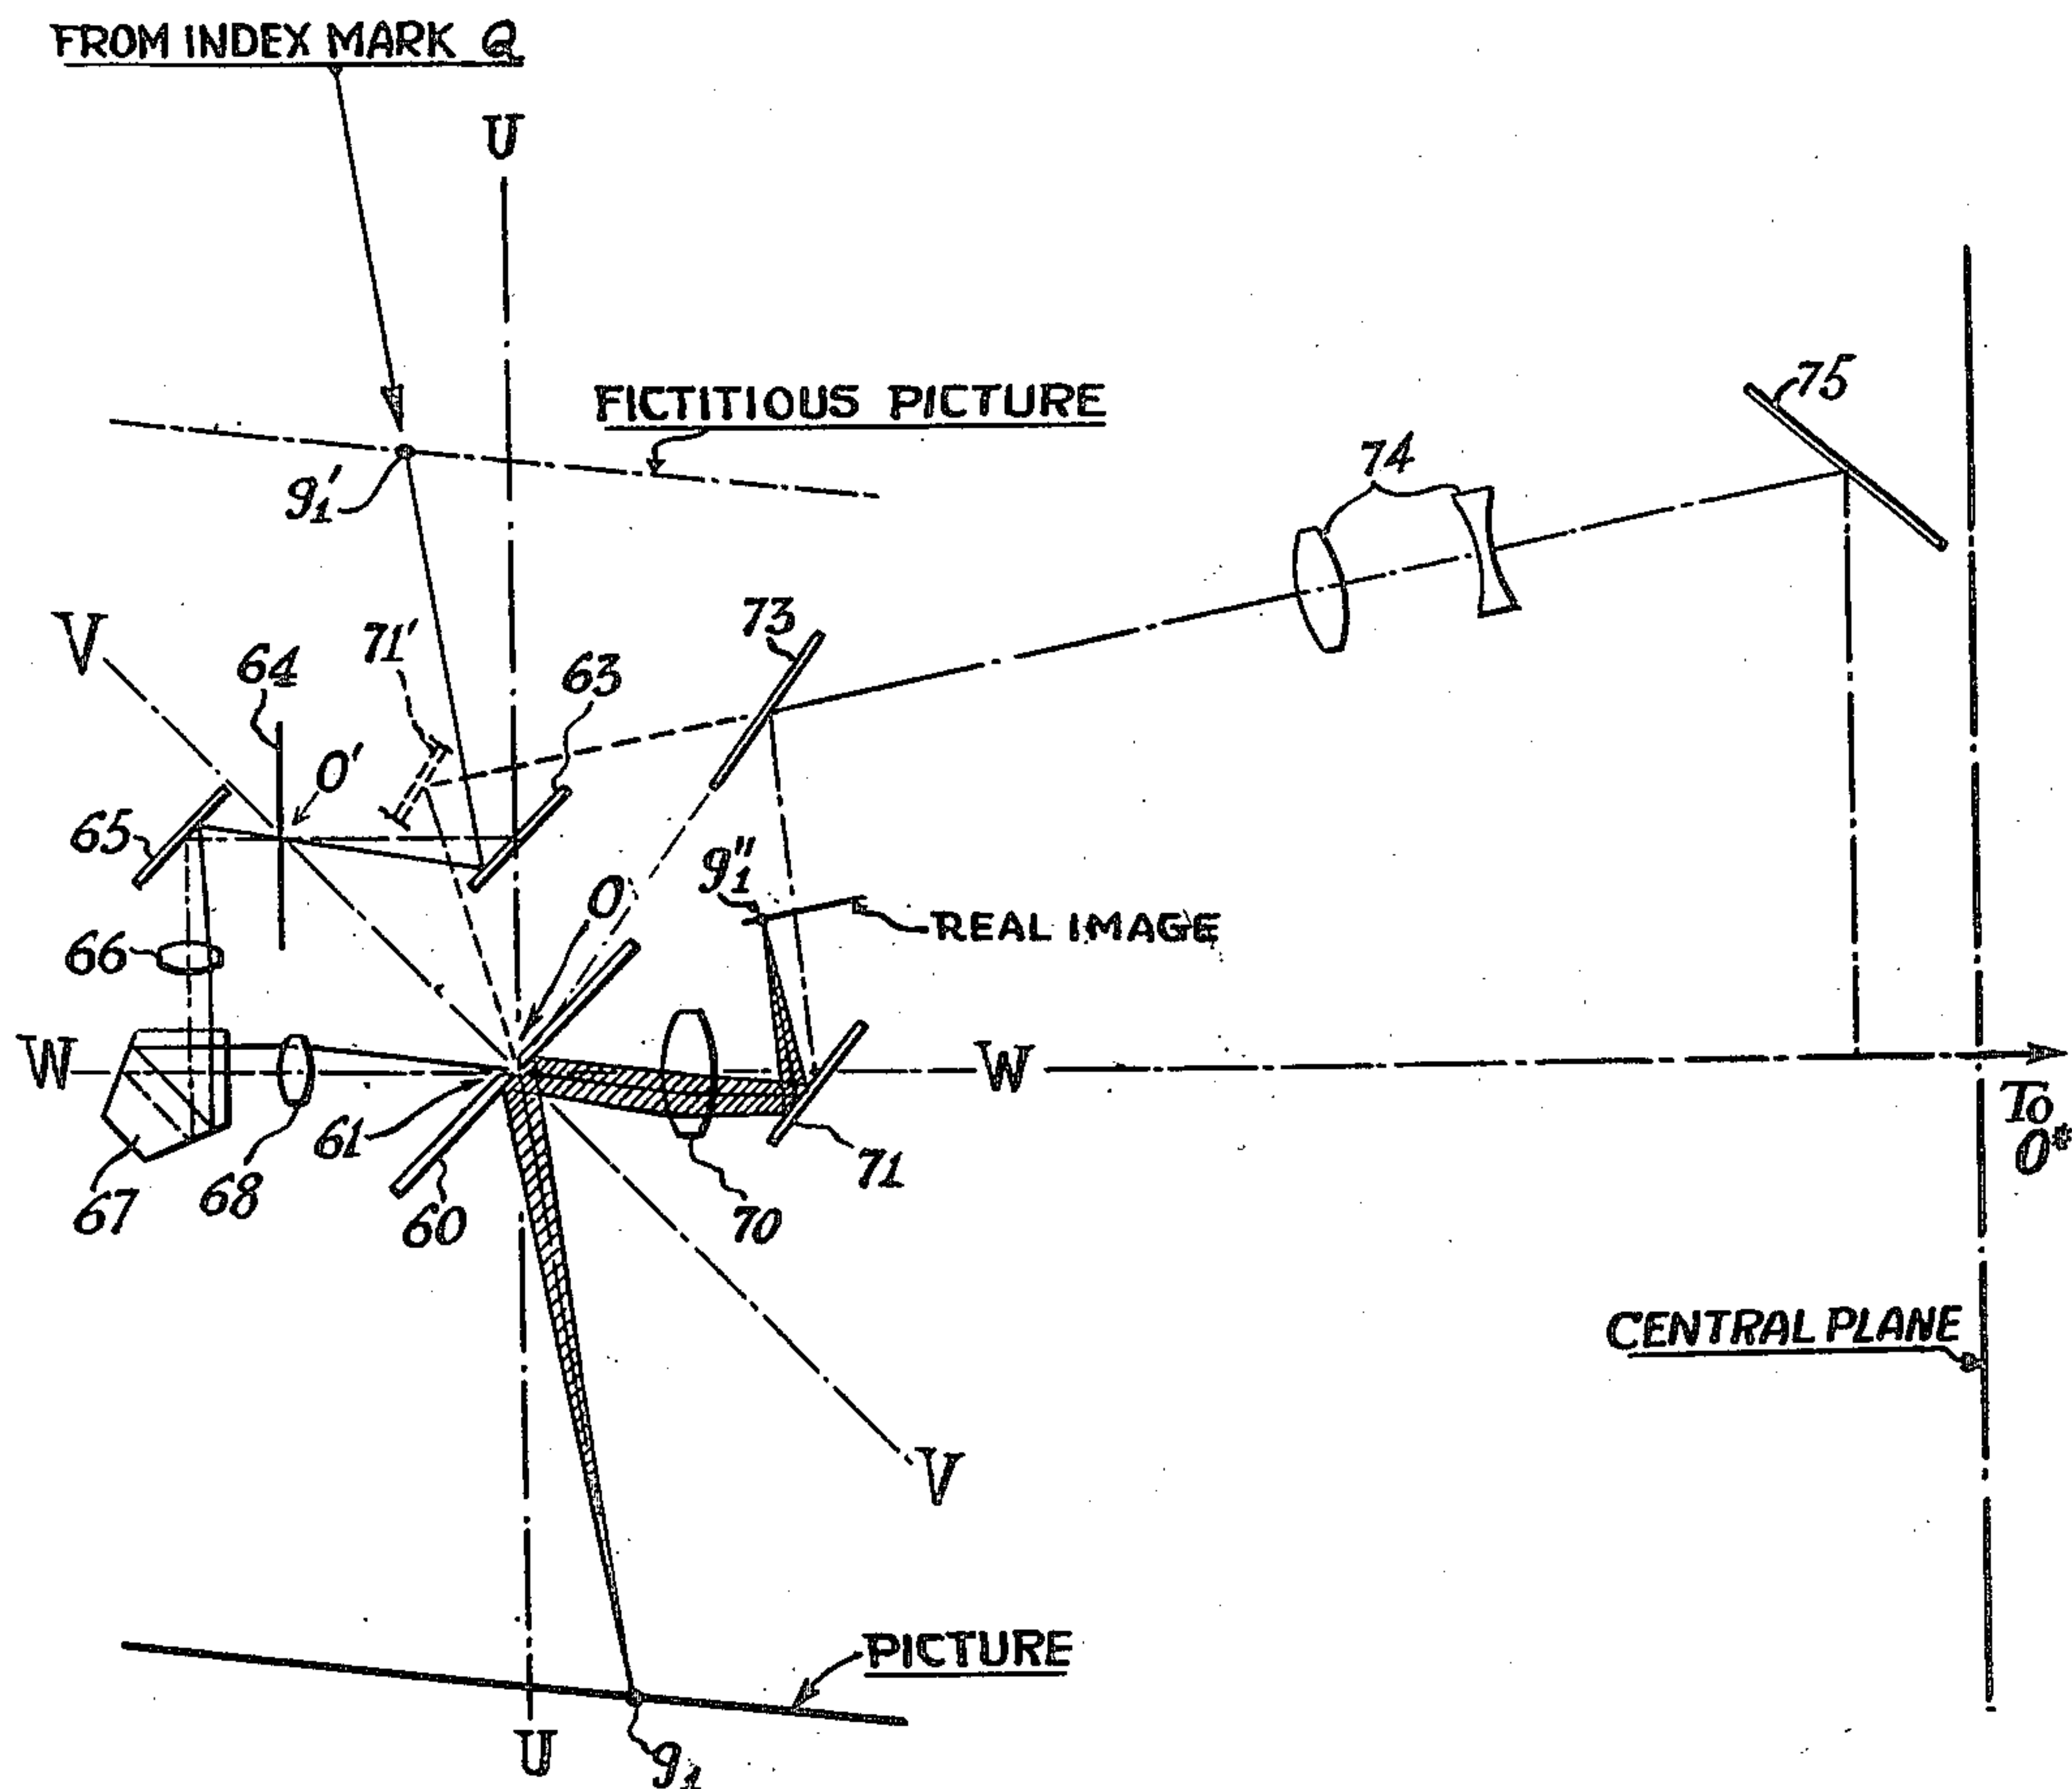 FROM INDEX MARK Q
U
FICTITIOUS PICTURE
75
g₁'
74
V
64
71'
63
73
O'
65
g₁''
O
REAL IMAGE
66
W
W
To
O*
61
67
68
60
70
71
V
CENTRAL PLANE
PICTURE
U
g₁